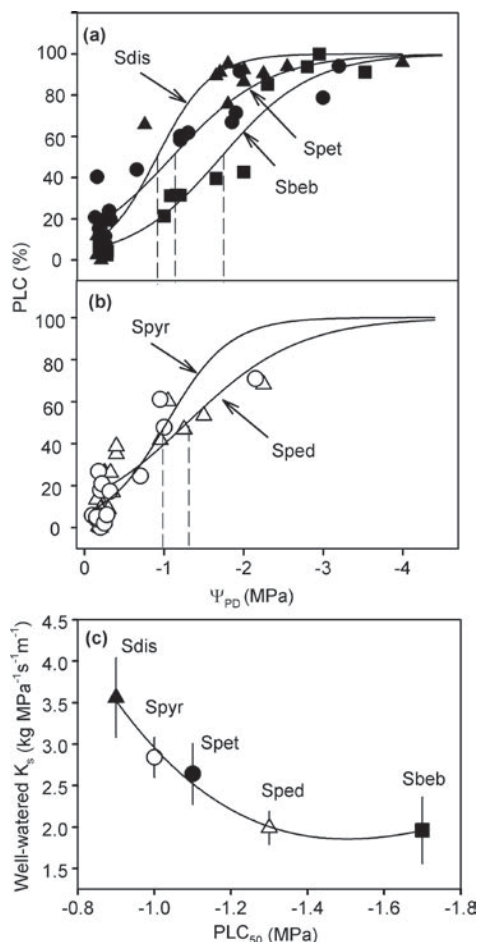 (a)
Sdis
Spet
Sbeb
100
80
60
40
20
0
PLC (%)
(b)
Spyr
Sped
100
80
60
40
20
0
0 -1 -2 -3 -4
Ψ_PD (MPa)
(c)
Sdis
Spyr
Spet
Sped
Sbeb
4.5
4.0
3.5
3.0
2.5
2.0
1.5
Well-watered K_s (kg MPa⁻¹s⁻¹m⁻¹)
-0.8 -1.0 -1.2 -1.4 -1.6 -1.8
PLC₅₀ (MPa)